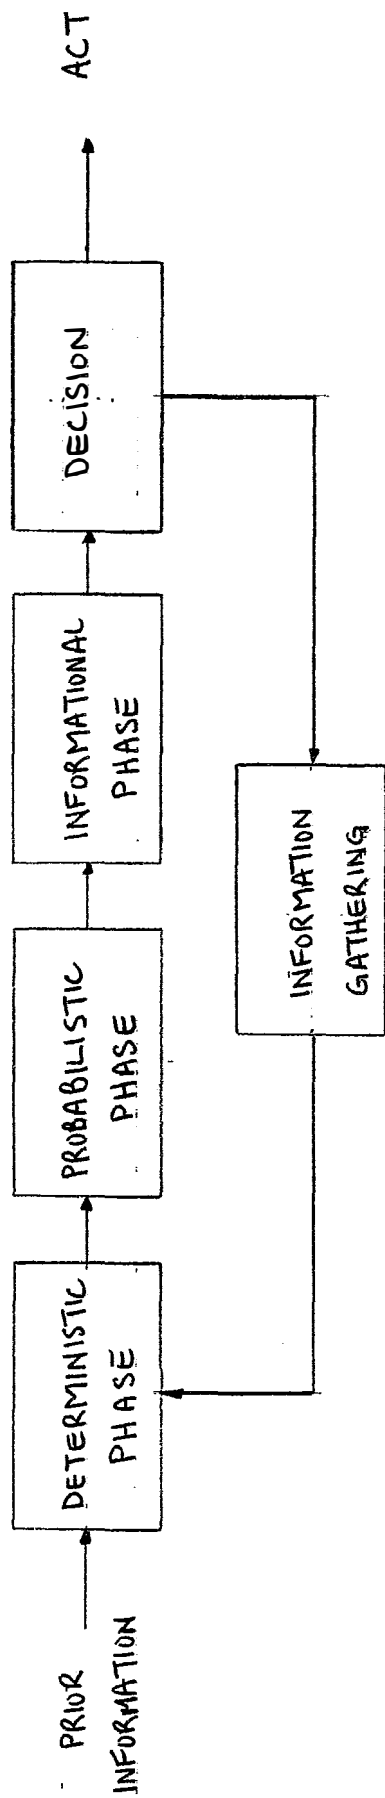 PRIOR
INFORMATION
DETERMINISTIC
PHASE
PROBABILISTIC
PHASE
INFORMATIONAL
PHASE
DECISION
ACT
INFORMATION
GATHERING